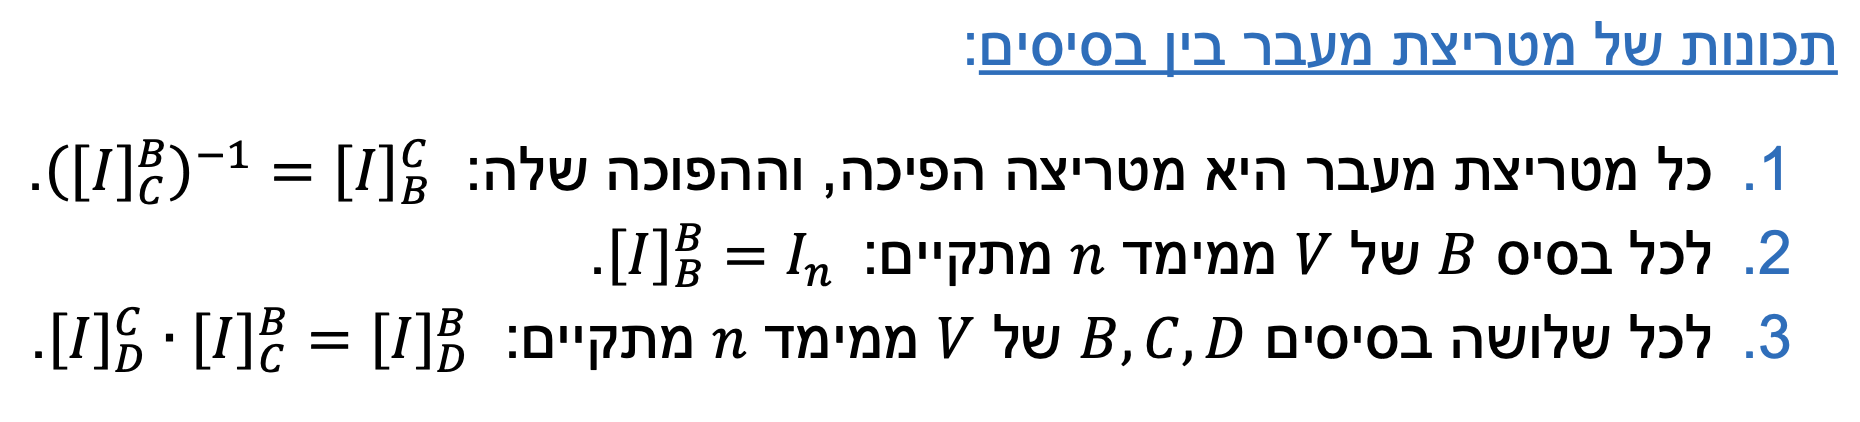 תכונות של מטריצת מעבר בין בסיסים:
1. כל מטריצת מעבר היא מטריצה הפיכה, וההפוכה שלה: $([I]_C^B)^{-1} = [I]_B^C$.
2. לכל בסיס $B$ של $V$ ממימד $n$ מתקיים: $[I]_B^B = I_n$.
3. לכל שלושה בסיסים $B, C, D$ של $V$ ממימד $n$ מתקיים: $[I]_D^C \cdot [I]_C^B = [I]_D^B$.